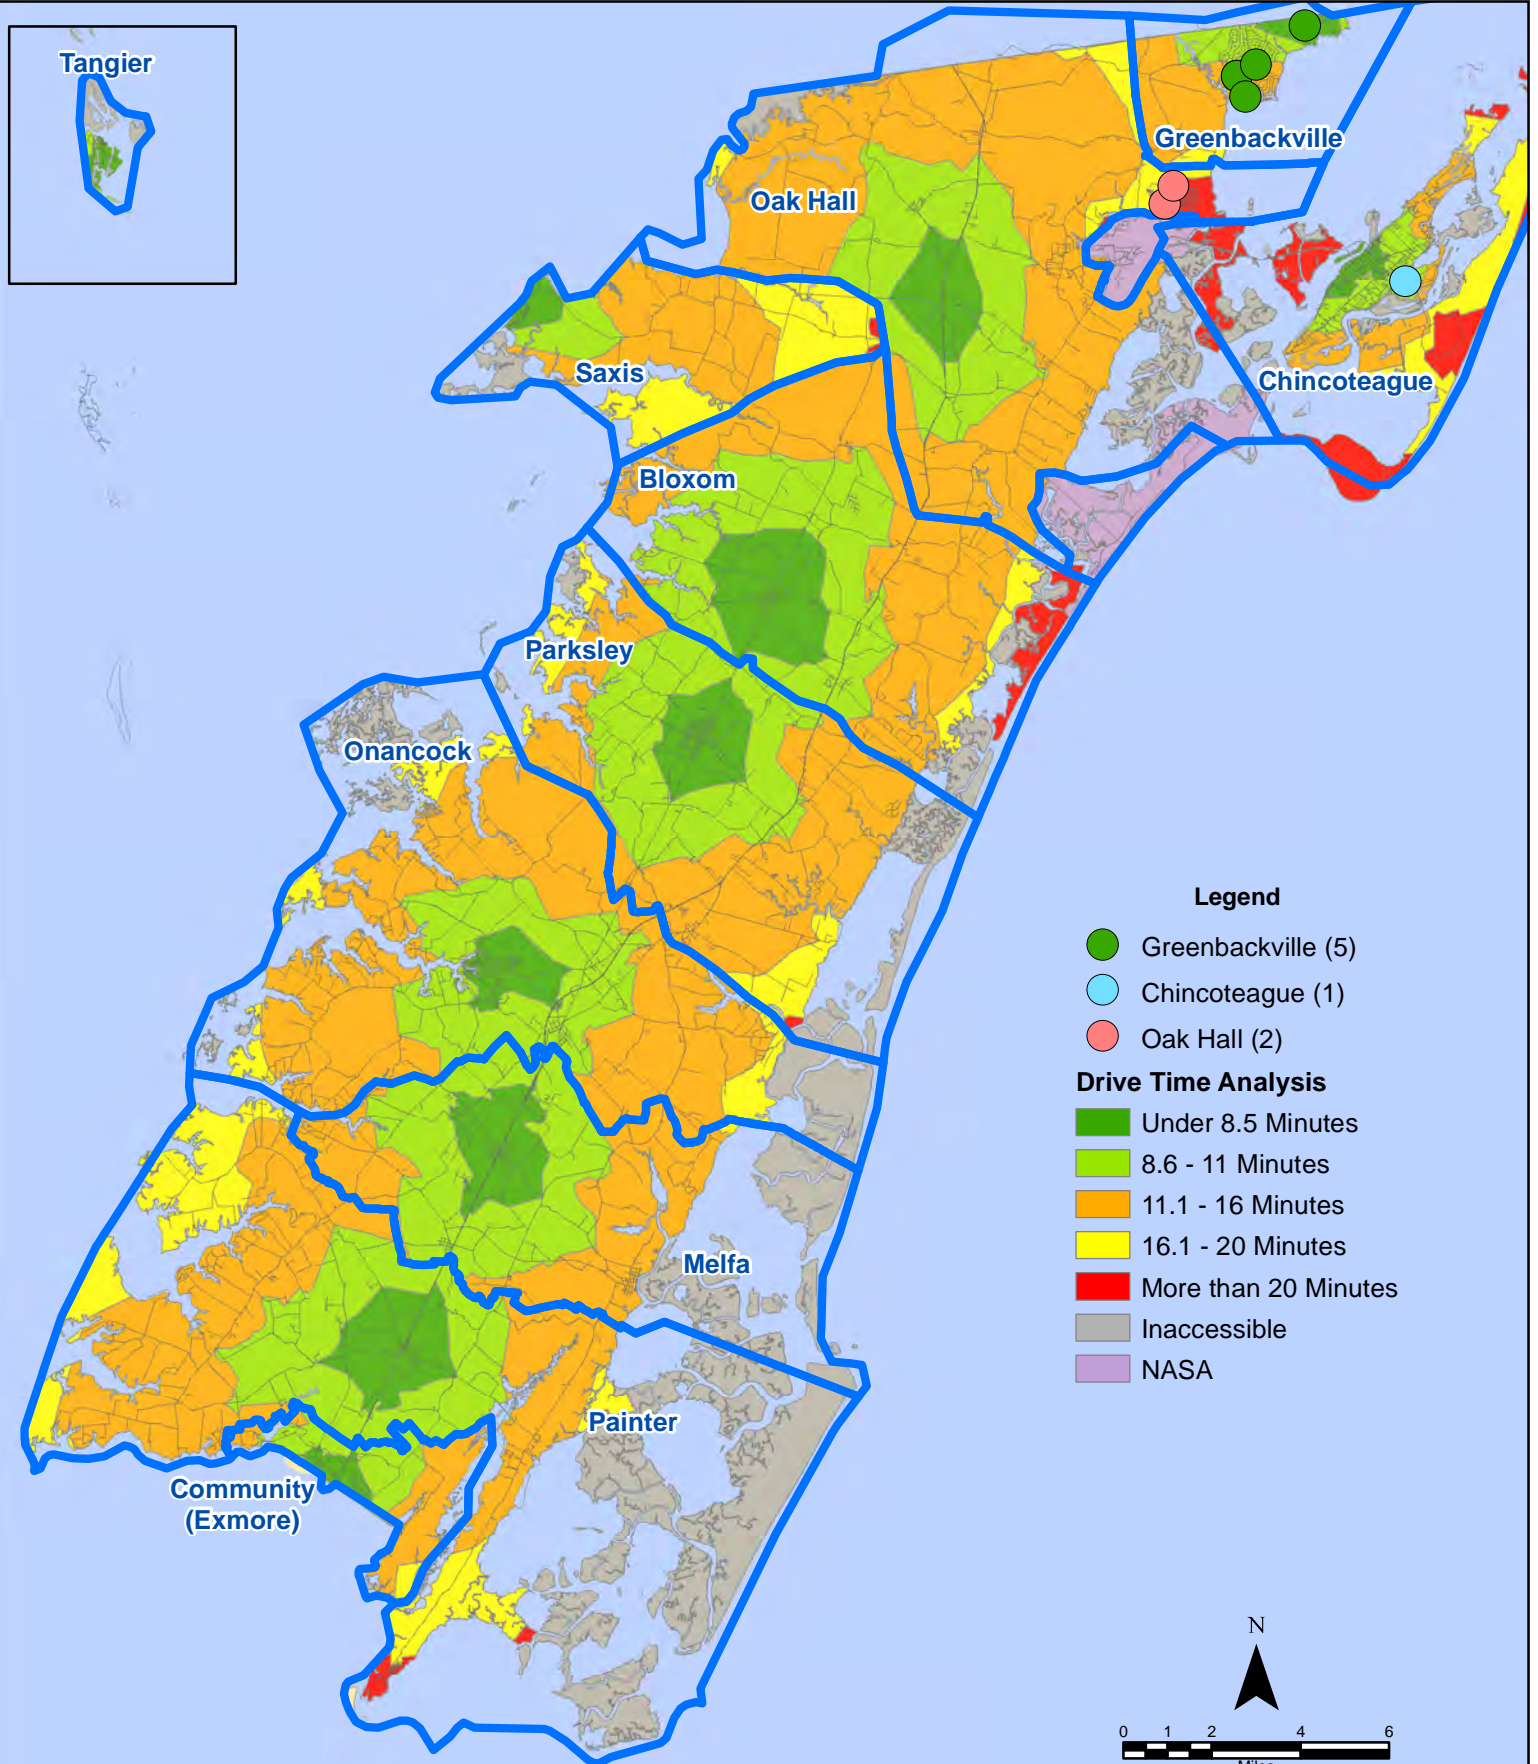 Tangier
Greenbackville
Oak Hall
Saxis
Chincoteague
Bloxom
Parksley
Onancock
Melfa
Painter
Community
(Exmore)
Legend
Greenbackville (5)
Chincoteague (1)
Oak Hall (2)
Drive Time Analysis
Under 8.5 Minutes
8.6 - 11 Minutes
11.1 - 16 Minutes
16.1 - 20 Minutes
More than 20 Minutes
Inaccessible
NASA
N
0 1 2 4 6
Miles